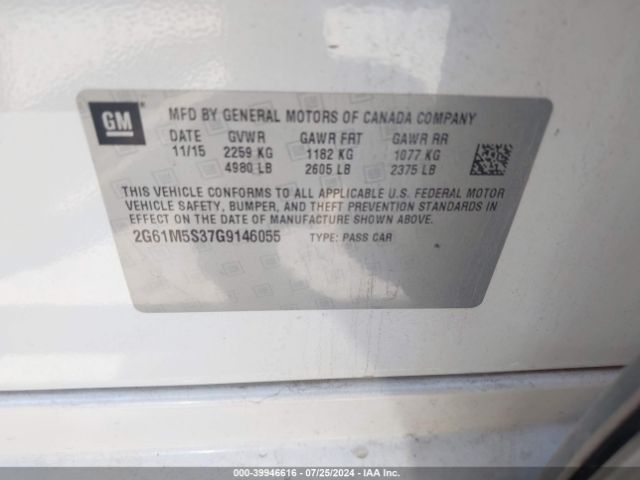 GM
MFD BY GENERAL MOTORS OF CANADA COMPANY
DATE GVWR GAWR FRT GAWR RR
11/15 2259 KG 1182 KG 1077 KG
4980 LB 2605 LB 2375 LB
THIS VEHICLE CONFORMS TO ALL APPLICABLE U.S. FEDERAL MOTOR
VEHICLE SAFETY, BUMPER, AND THEFT PREVENTION STANDARDS IN
EFFECT ON THE DATE OF MANUFACTURE SHOWN ABOVE.
2G61M5S37G9146055 TYPE: PASS CAR
000-39946616 / 07/25/2024 / IAA Inc.